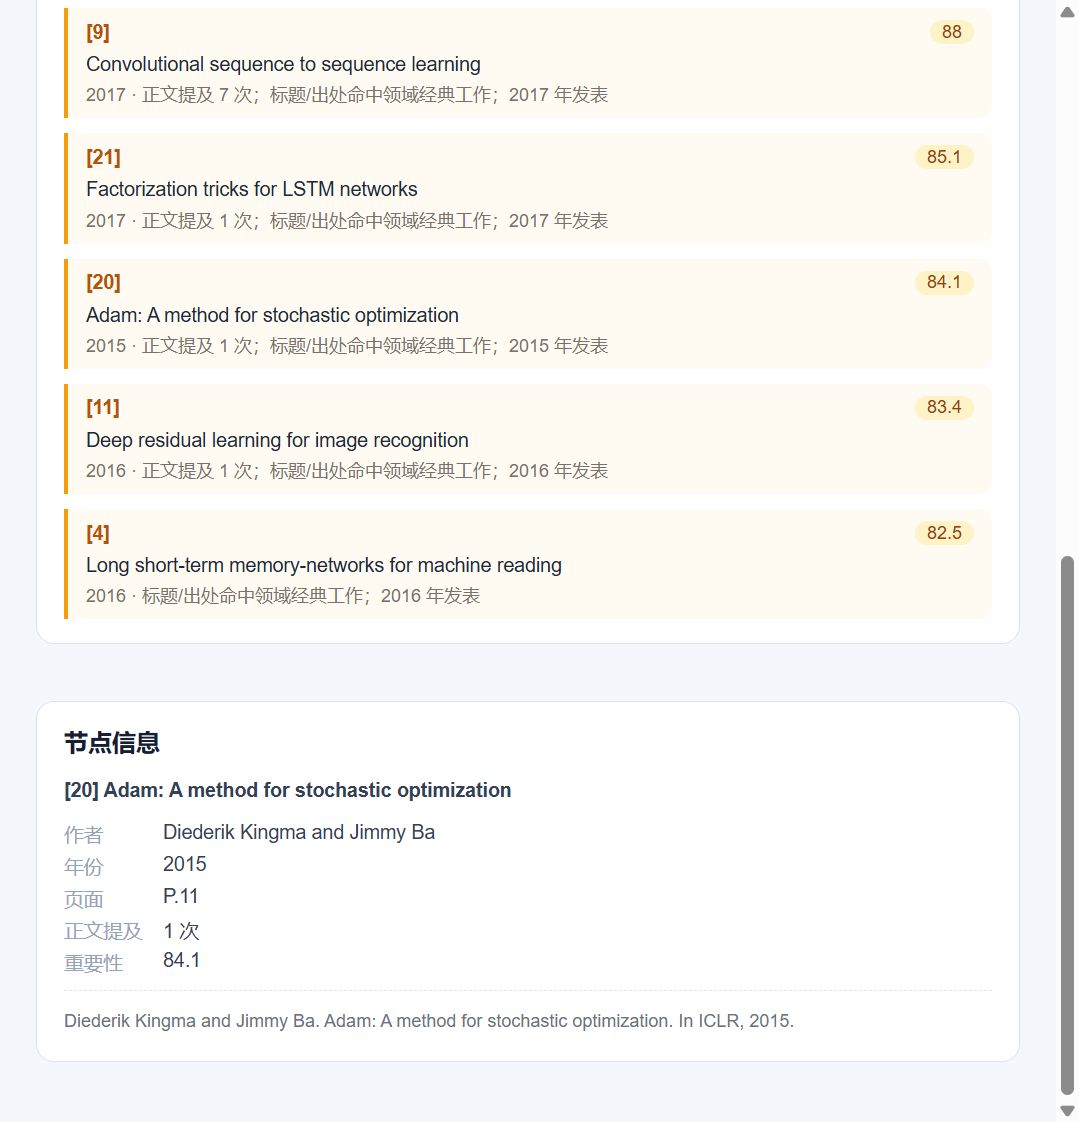 [9]
88
Convolutional sequence to sequence learning
2017 · 正文提及 7 次；标题/出处命中领域经典工作；2017 年发表
[21]
85.1
Factorization tricks for LSTM networks
2017 · 正文提及 1 次；标题/出处命中领域经典工作；2017 年发表
[20]
84.1
Adam: A method for stochastic optimization
2015 · 正文提及 1 次；标题/出处命中领域经典工作；2015 年发表
[11]
83.4
Deep residual learning for image recognition
2016 · 正文提及 1 次；标题/出处命中领域经典工作；2016 年发表
[4]
82.5
Long short-term memory-networks for machine reading
2016 · 标题/出处命中领域经典工作；2016 年发表
节点信息
[20] Adam: A method for stochastic optimization
作者 Diederik Kingma and Jimmy Ba
年份 2015
页面 P.11
正文提及 1 次
重要性 84.1
Diederik Kingma and Jimmy Ba. Adam: A method for stochastic optimization. In ICLR, 2015.